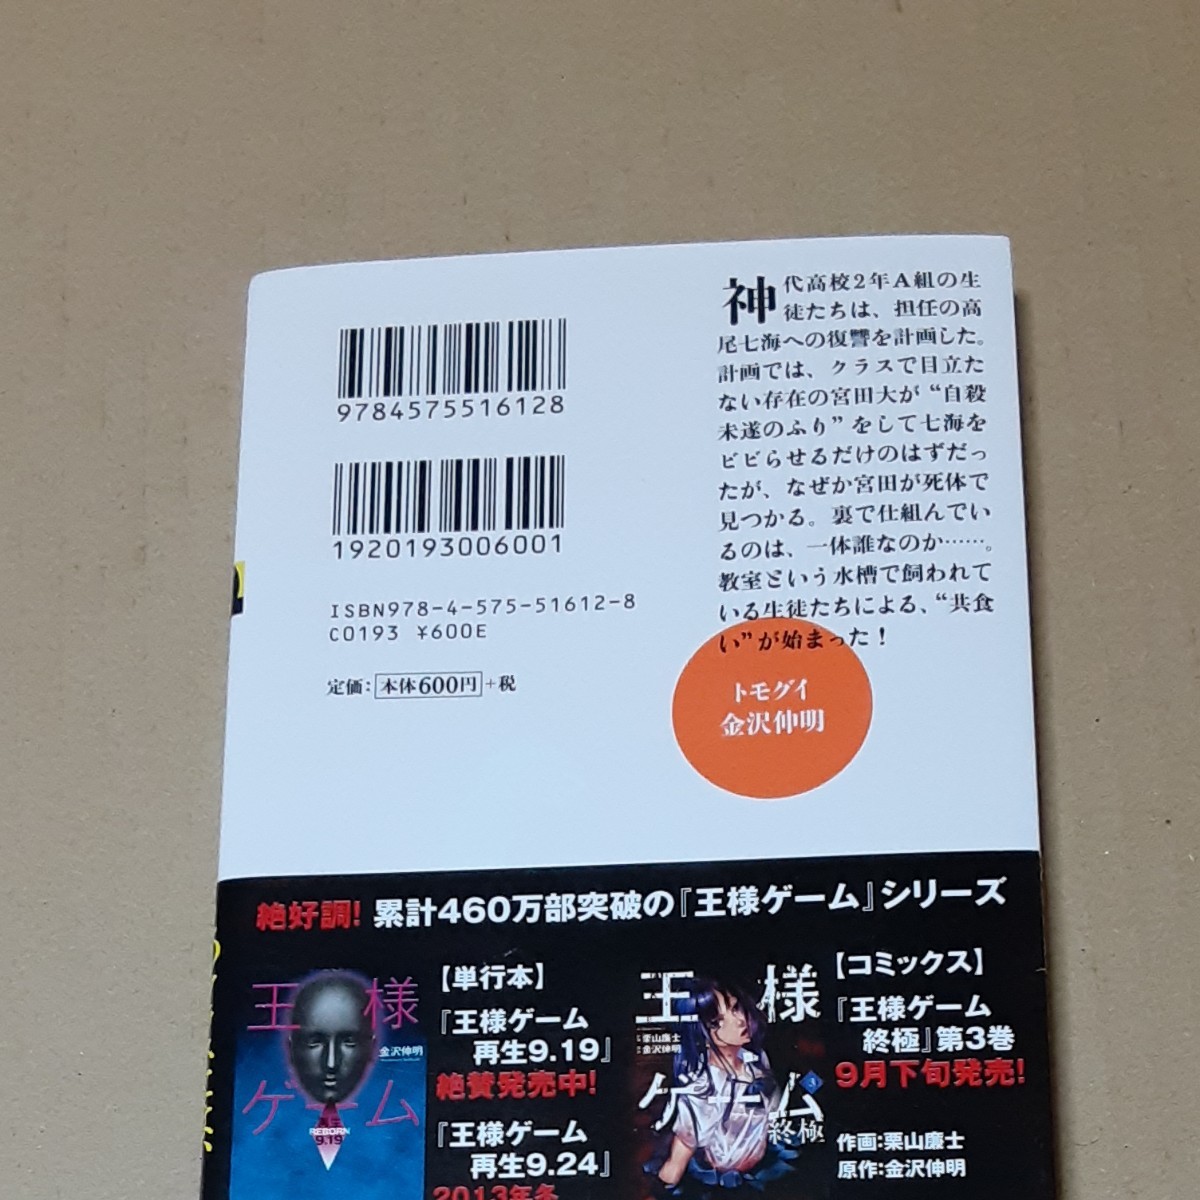 神代高校2年A組の生
徒たちは、担任の高
尾七海への復讐を計画した。
計画では、クラスで目立た
ない存在の宮田大が“自殺
未遂のふり”をして七海を
ビビらせるだけのはずだっ
たが、なぜか宮田が死体で
見つかる。裏で仕組んでい
るのは、一体誰なのか……。
教室という水槽で飼われて
いる生徒たちによる、“共食
い”が始まった！
トモグイ
金沢伸明
9784575516128
1920193006001
ISBN978-4-575-51612-8
C0193 ¥600E
定価：本体600円+税
絶好調！累計460万部突破の『王様ゲーム』シリーズ
王様
ゲーム
金沢伸明
再生
REBORN
9.19
【単行本】
『王様ゲーム
再生9.19』
絶賛発売中！
『王様ゲーム
再生9.24』
2013年冬
王様
ゲーム
栗山廉士
金沢伸明
3
終極
【コミックス】
『王様ゲーム
終極』第3巻
9月下旬発売！
作画：栗山廉士
原作：金沢伸明